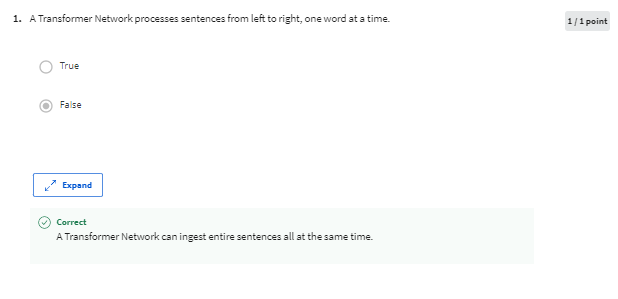 1. A Transformer Network processes sentences from left to right, one word at a time.
1 / 1 point
True
False
Expand
Correct
A Transformer Network can ingest entire sentences all at the same time.